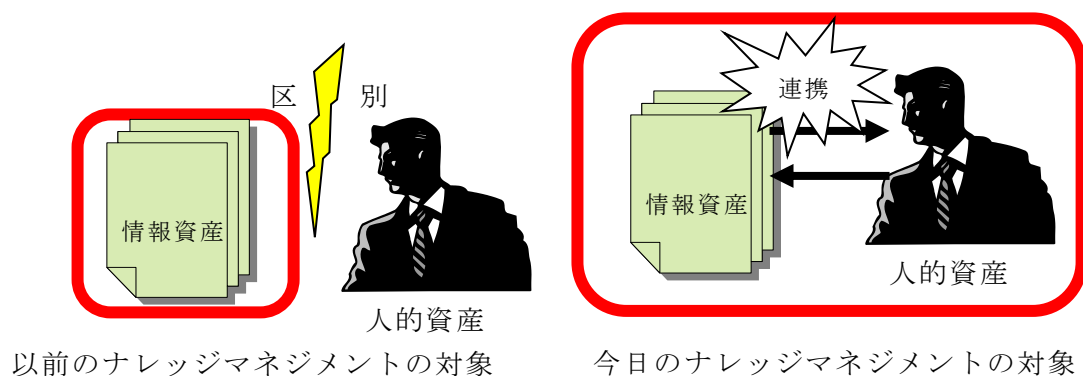 区 別
情報資産
人的資産
以前のナレッジマネジメントの対象
連携
情報資産
人的資産
今日のナレッジマネジメントの対象